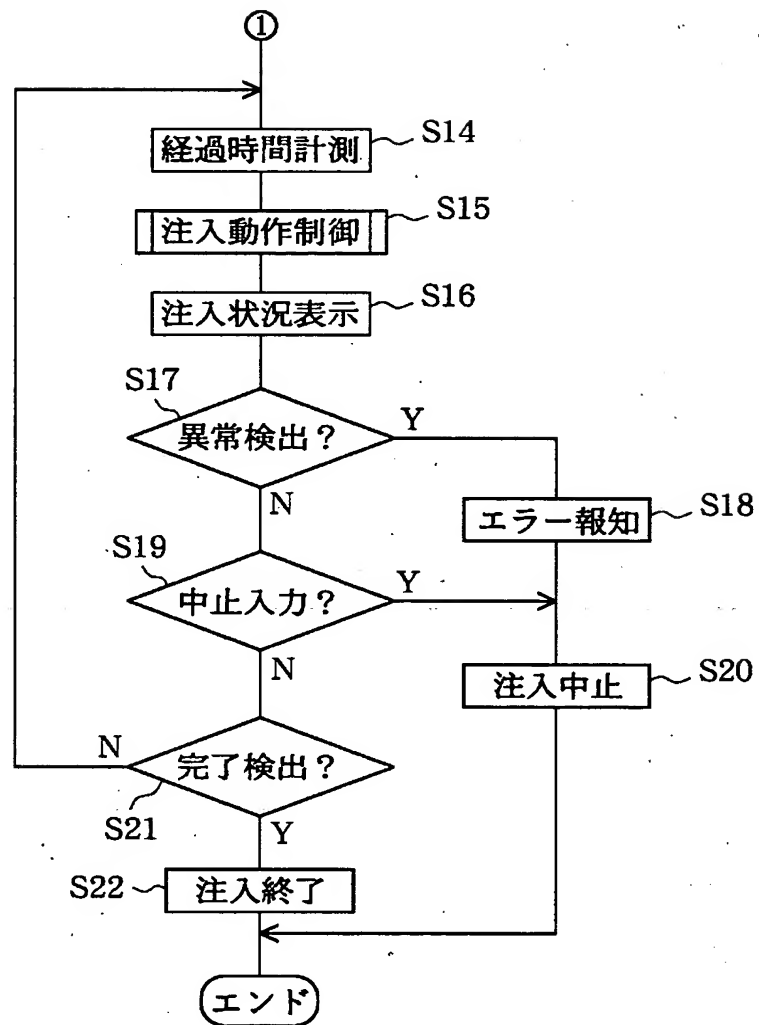 ①
経過時間計測
S14
注入動作制御
S15
注入状況表示
S16
S17
異常検出?
Y
N
エラー報知
S18
S19
中止入力?
Y
N
注入中止
S20
N
完了検出?
S21
Y
S22
注入終了
エンド